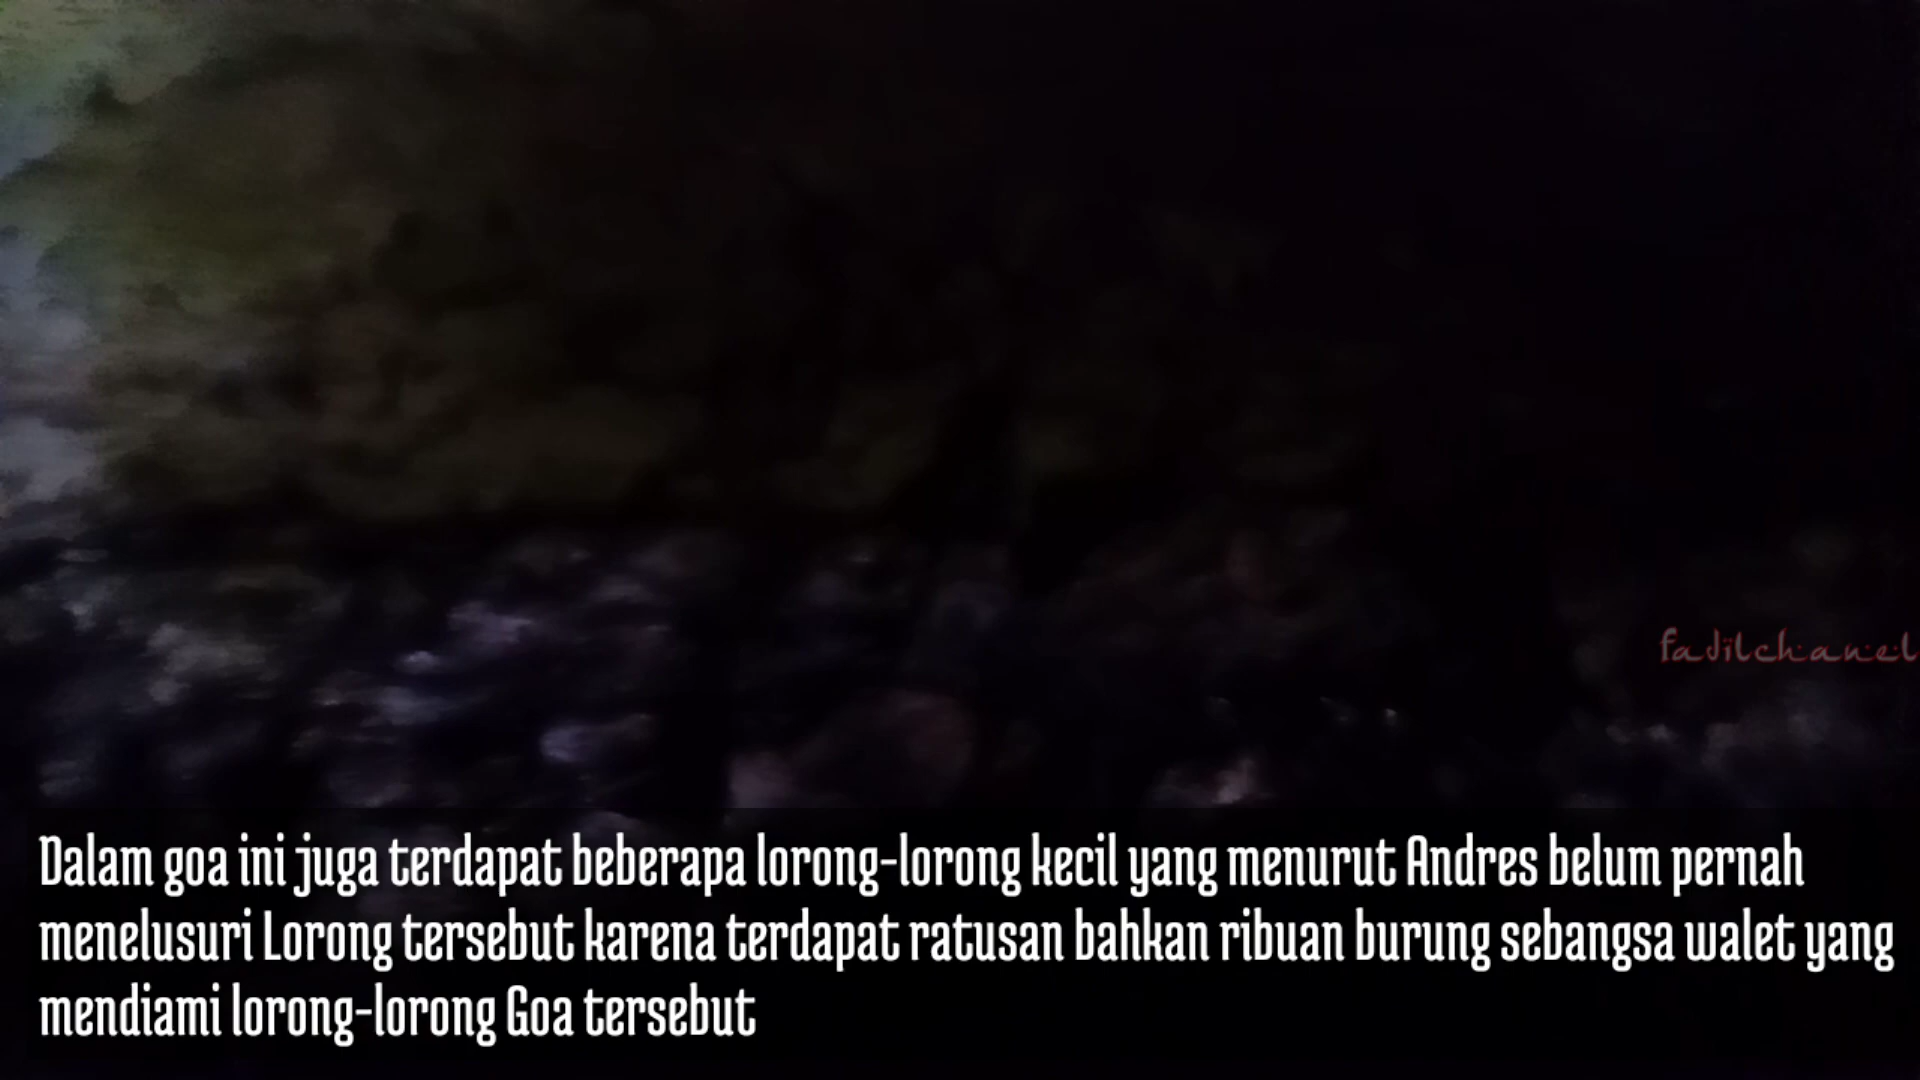 fadilchanel
Dalam goa ini juga terdapat beberapa lorong-lorong kecil yang menurut Andres belum pernah
menelusuri Lorong tersebut karena terdapat ratusan bahkan ribuan burung sebangsa walet yang
mendiami lorong-lorong Goa tersebut